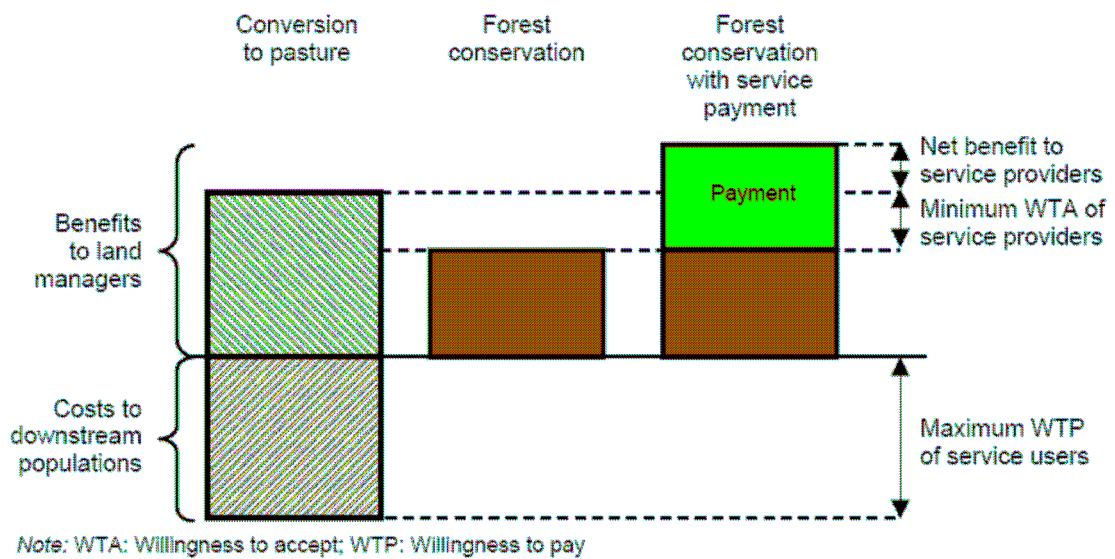 Conversion
to pasture
Forest
conservation
Forest
conservation
with service
payment
Benefits
to land
managers
Payment
Net benefit to
service providers
Minimum WTA of
service providers
Costs to
downstream
populations
Maximum WTP
of service users
Note: WTA: Willingness to accept; WTP: Willingness to pay